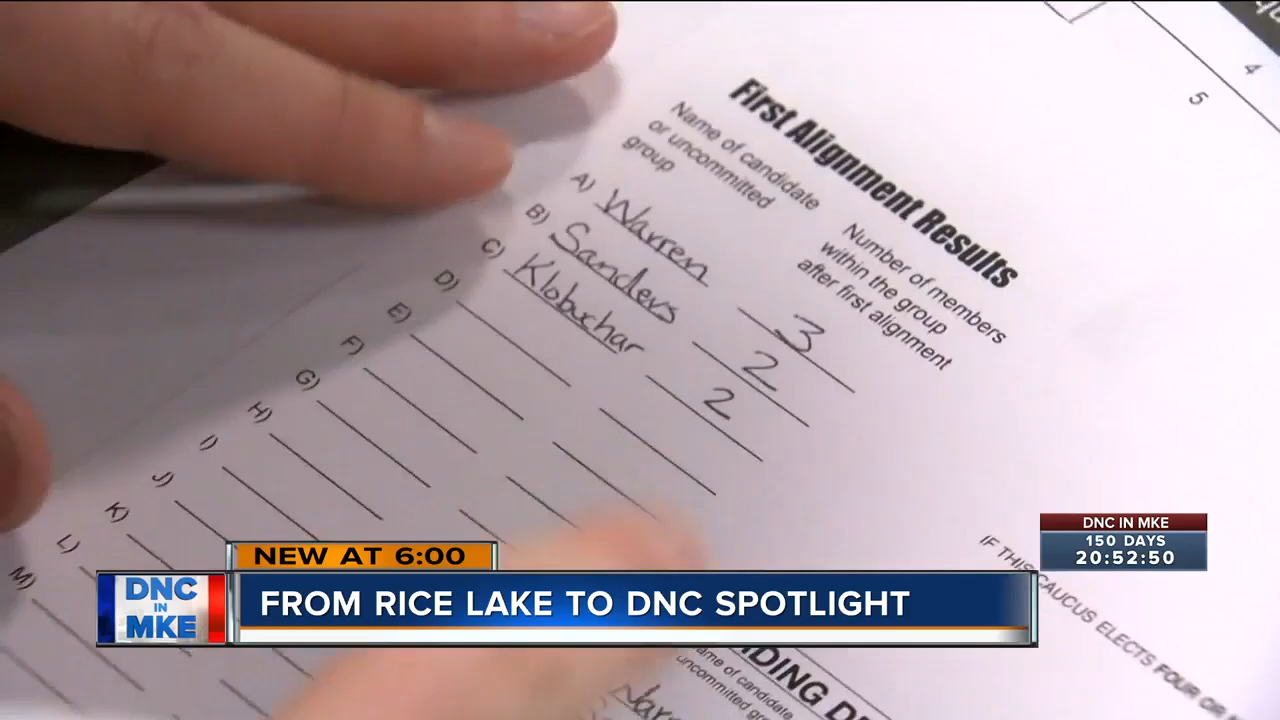 First Alignment Results
Name of candidate
or uncommitted
group
Number of members
within the group
after first alignment
A) Warren 3
B) Sanders 2
C) Klobuchar 2
D)
E)
F)
G)
H)
I)
J)
K)
L)
M)
4
5
IF THIS CAUCUS ELECTS FOUR OR
NEW AT 6:00
DNC IN MKE
FROM RICE LAKE TO DNC SPOTLIGHT
DNC IN MKE
150 DAYS
20:52:50
uncommitted